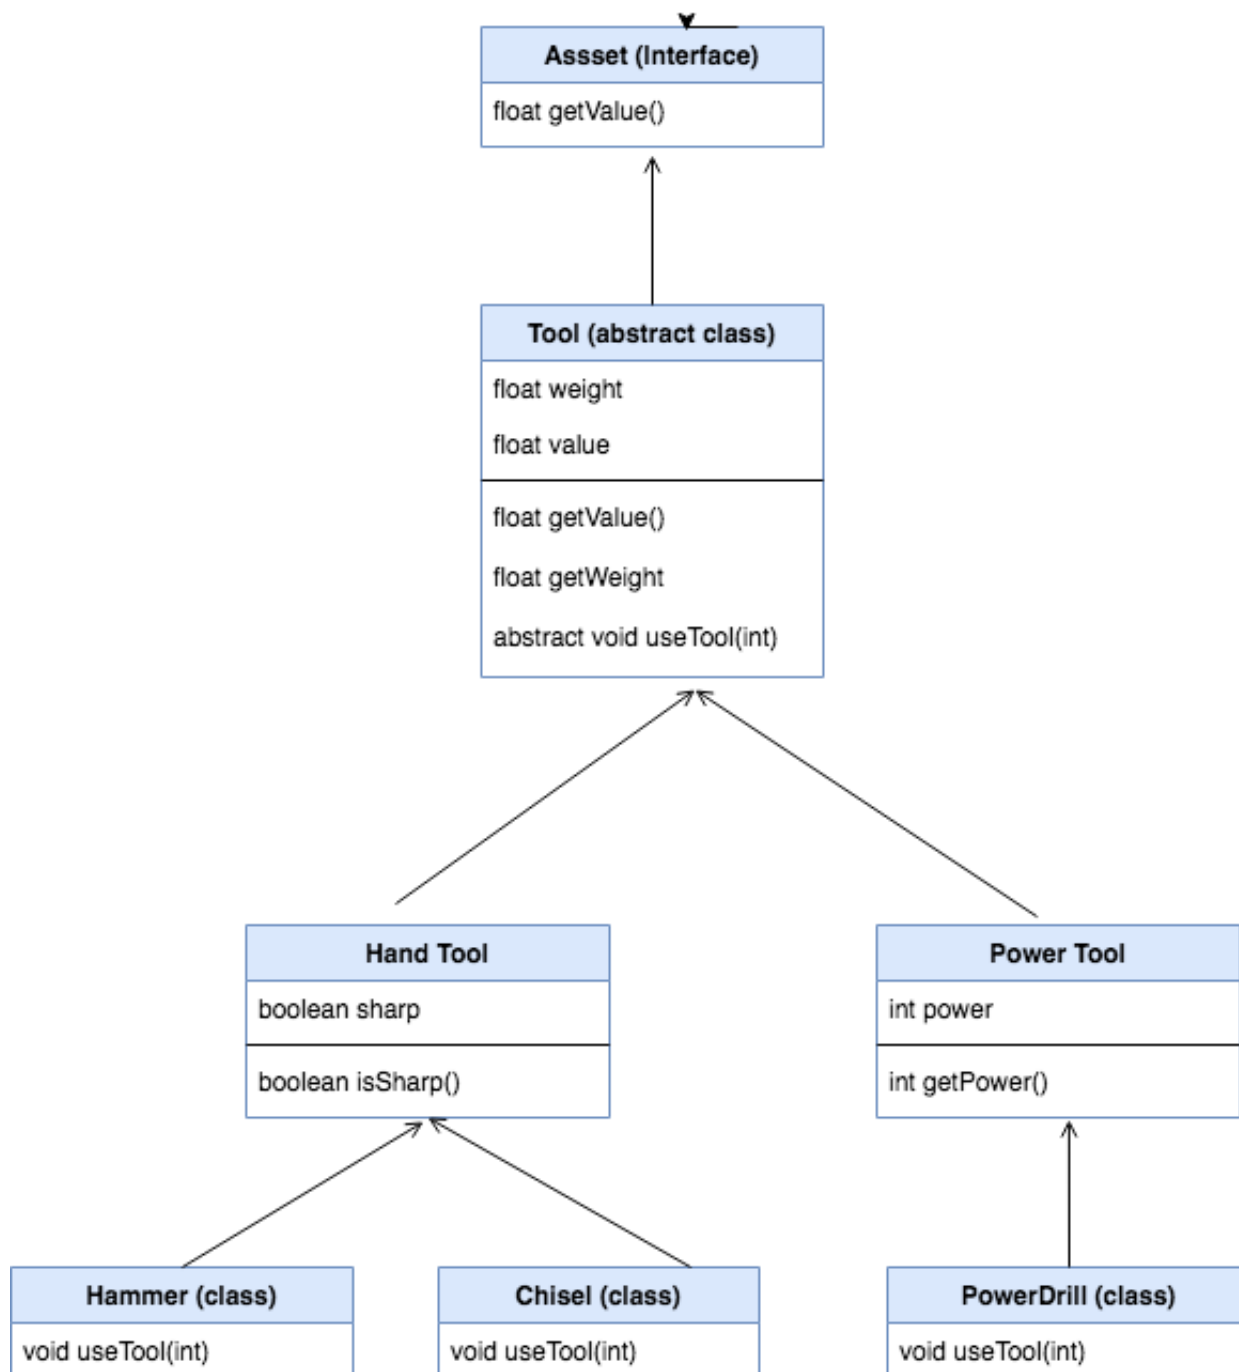 Assset (Interface)
float getValue()
Tool (abstract class)
float weight
float value
float getValue()
float getWeight
abstract void useTool(int)
Hand Tool
boolean sharp
boolean isSharp()
Power Tool
int power
int getPower()
Hammer (class)
void useTool(int)
Chisel (class)
void useTool(int)
PowerDrill (class)
void useTool(int)